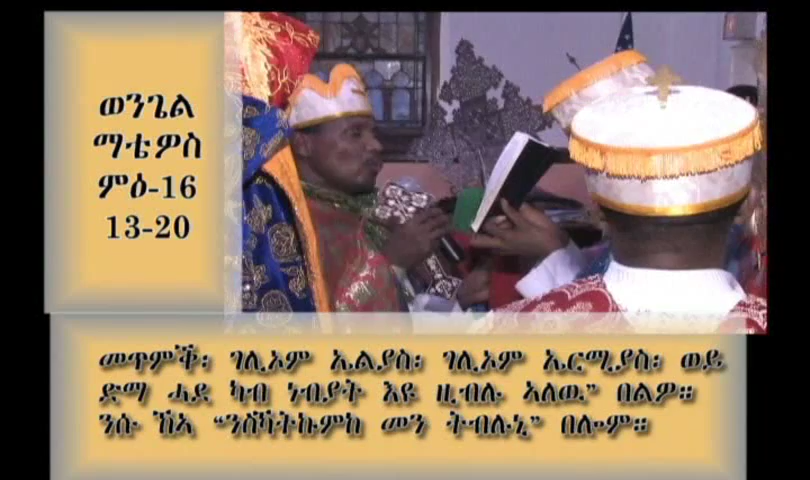 ወንጌል
ማቴዎስ
ምዕ-16
13-20
መጥምቕ፡ ገሊኦም ኤልያስ፡ ገሊኦም ኤርሚያስ፡ ወይ
ድማ ሓደ ካብ ነብያት እዩ ዚብሉ ኣለዉ” በልዎ።
ንሱ ኸኣ “ንስኻትኩምከ መን ትብሉኒ” በሎም።